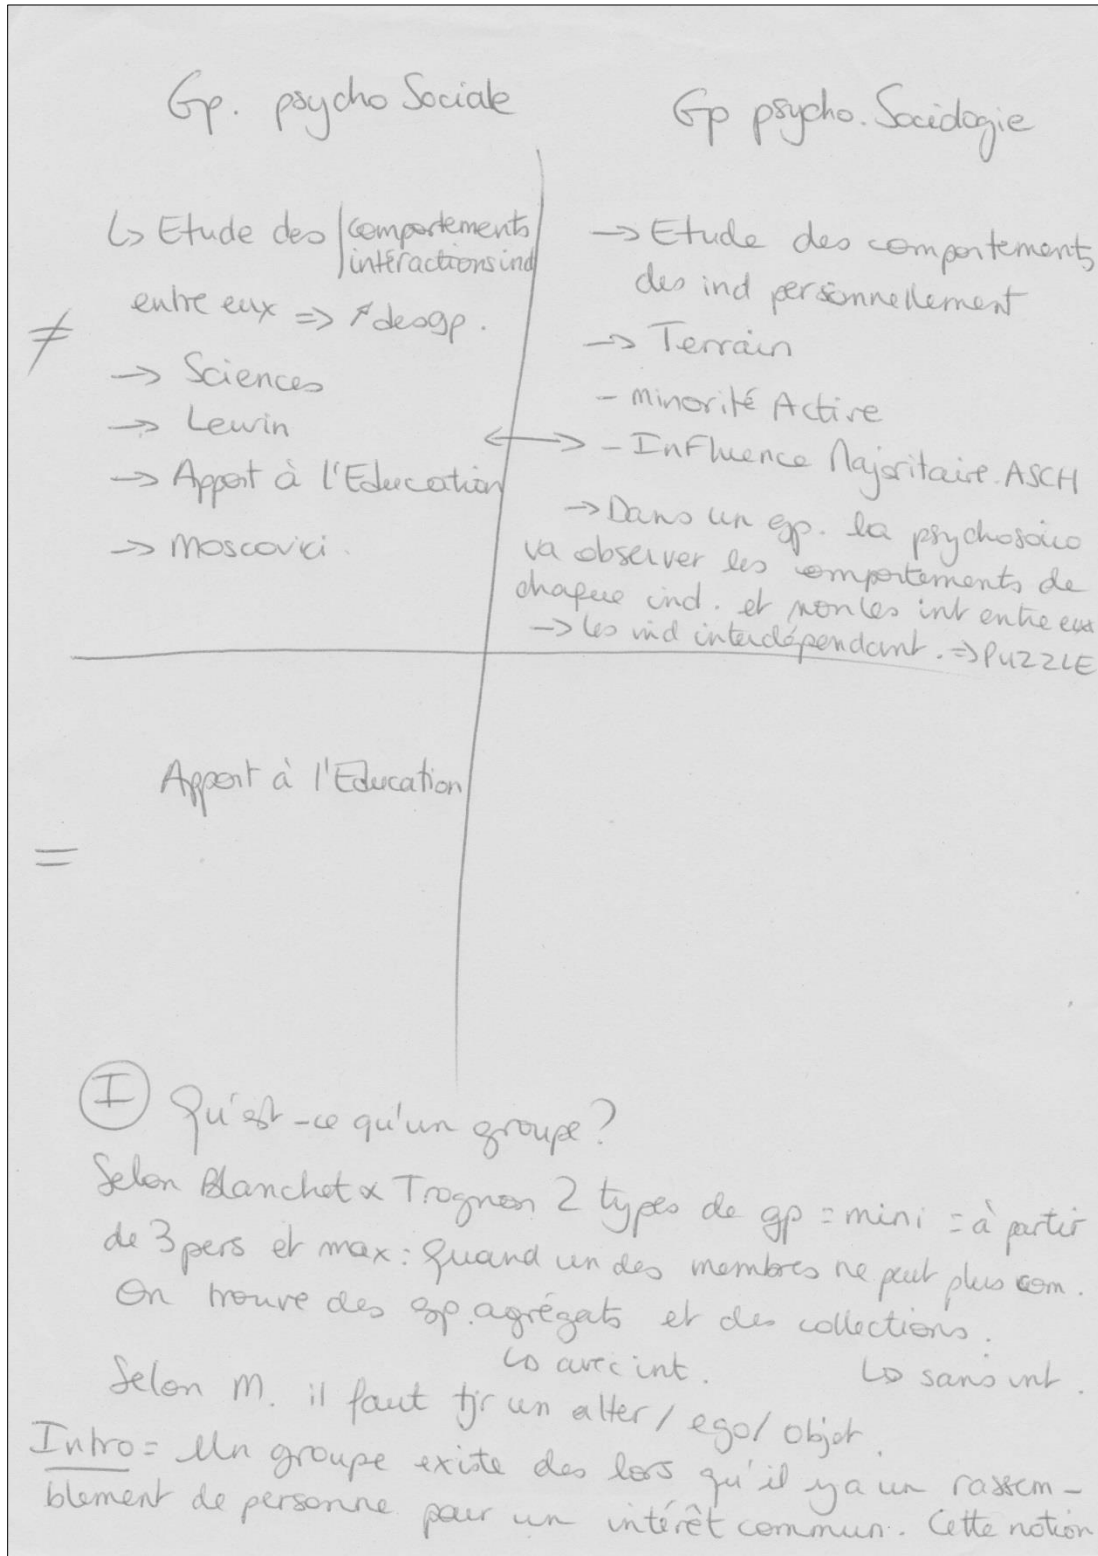 Gp. psycho Sociale
Gp psycho. Sociologie
≠
↳ Etude des comportements
intéractions ind
entre eux => ↗ des gp.
-> Sciences
-> Lewin
-> Apport à l'Education
-> Moscovici.
-> Etude des comportements
des ind personnellement
-> Terrain
- minorité Active
<-> - Influence Majoritaire. ASCH
-> Dans un gp. la psychosoico
va observer les comportements de
chaque ind. et non les int entre eux
-> les ind interdépendant. => PUZZLE
=
Apport à l'Education
I Qu'est-ce qu'un groupe?
Selon Blanchet & Trognon 2 types de gp = mini = à partir
de 3 pers et max : Quand un des membres ne peut plus com.
On trouve des gp. agrégats et des collections.
↳ avec int. ↳ sans int.
Selon M. il faut tjr un alter / ego / objet.
Intro = Un groupe existe des lors qu'il y a un rassem-
blement de personne pour un intérêt commun. Cette notion